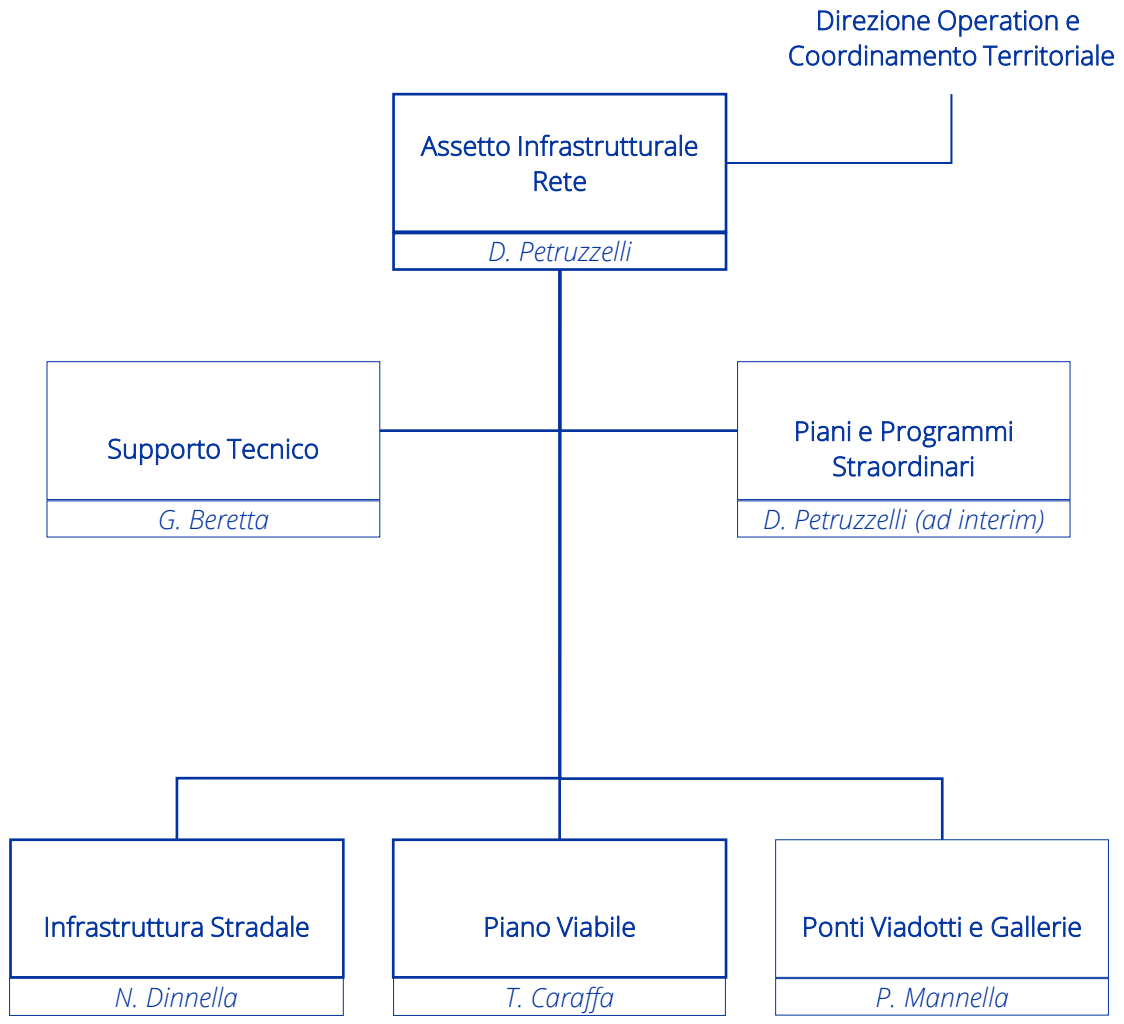 Direzione Operation e
Coordinamento Territoriale
Assetto Infrastrutturale
Rete
D. Petruzzelli
Supporto Tecnico
G. Beretta
Piani e Programmi
Straordinari
D. Petruzzelli (ad interim)
Infrastruttura Stradale
N. Dinnella
Piano Viabile
T. Caraffa
Ponti Viadotti e Gallerie
P. Mannella